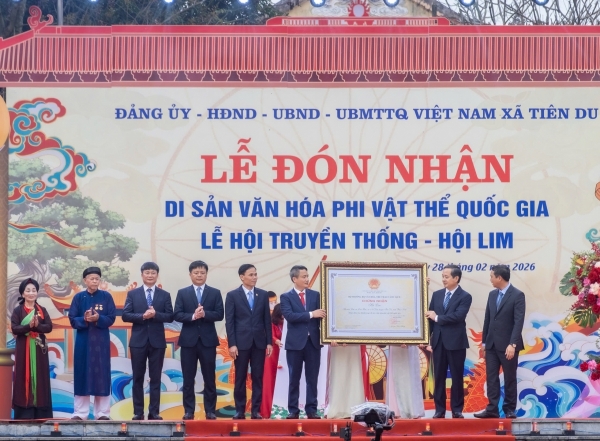 ĐẢNG ỦY - HĐND - UBND - UBMTTQ VIỆT NAM XÃ TIÊN DU
LỄ ĐÓN NHẬN
DI SẢN VĂN HÓA PHI VẬT THỂ QUỐC GIA
LỄ HỘI TRUYỀN THỐNG - HỘI LIM
28 tháng 02 năm 2026